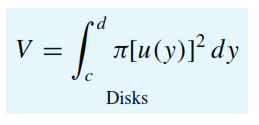 V = ∫_c^d π[u(y)]² dy
Disks